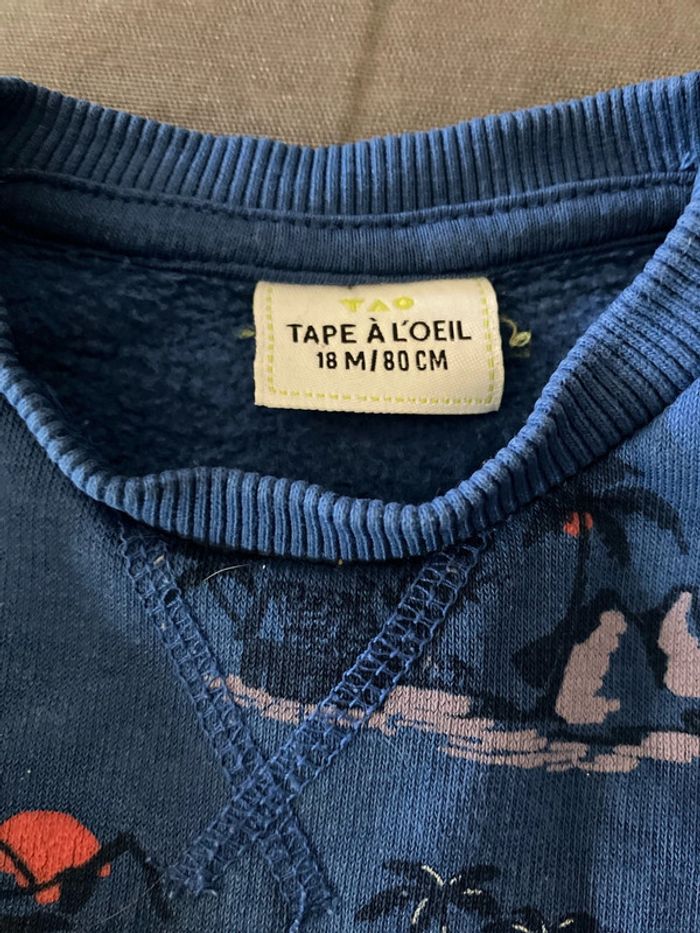 TAO
TAPE À L'OEIL
18 M/80 CM